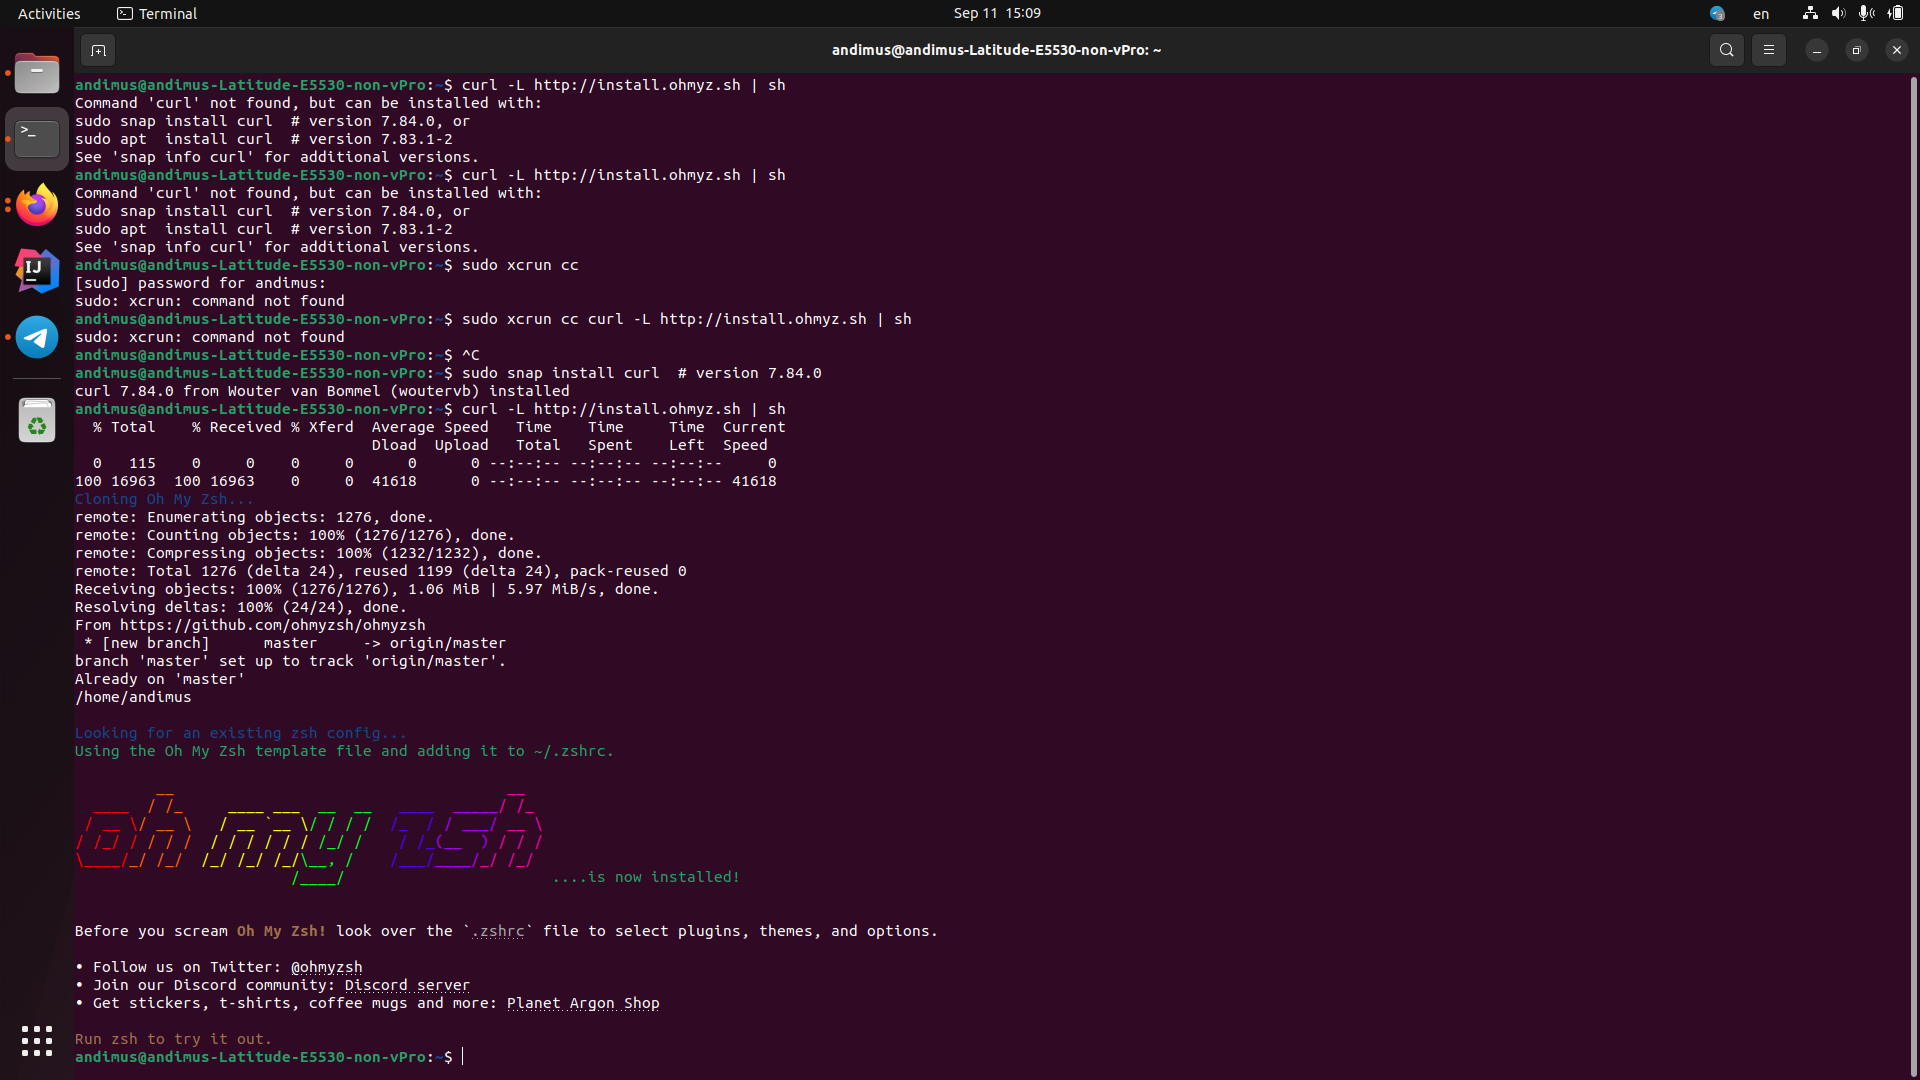 Activities
Terminal
Sep 11 15:09
en
andimus@andimus-Latitude-E5530-non-vPro: ~
andimus@andimus-Latitude-E5530-non-vPro:~$ curl -L http://install.ohmyz.sh | sh
Command 'curl' not found, but can be installed with:
sudo snap install curl  # version 7.84.0, or
sudo apt  install curl  # version 7.83.1-2
See 'snap info curl' for additional versions.
andimus@andimus-Latitude-E5530-non-vPro:~$ curl -L http://install.ohmyz.sh | sh
Command 'curl' not found, but can be installed with:
sudo snap install curl  # version 7.84.0, or
sudo apt  install curl  # version 7.83.1-2
See 'snap info curl' for additional versions.
andimus@andimus-Latitude-E5530-non-vPro:~$ sudo xcrun cc
[sudo] password for andimus:
sudo: xcrun: command not found
andimus@andimus-Latitude-E5530-non-vPro:~$ sudo xcrun cc curl -L http://install.ohmyz.sh | sh
sudo: xcrun: command not found
andimus@andimus-Latitude-E5530-non-vPro:~$ ^C
andimus@andimus-Latitude-E5530-non-vPro:~$ sudo snap install curl  # version 7.84.0
curl 7.84.0 from Wouter van Bommel (woutervb) installed
andimus@andimus-Latitude-E5530-non-vPro:~$ curl -L http://install.ohmyz.sh | sh
  % Total    % Received % Xferd  Average Speed   Time    Time     Time  Current
                                 Dload  Upload   Total   Spent    Left  Speed
  0   115    0     0    0     0      0      0 --:--:-- --:--:-- --:--:--     0
100 16963  100 16963    0     0  41618      0 --:--:-- --:--:-- --:--:-- 41618
Cloning Oh My Zsh...
remote: Enumerating objects: 1276, done.
remote: Counting objects: 100% (1276/1276), done.
remote: Compressing objects: 100% (1232/1232), done.
remote: Total 1276 (delta 24), reused 1199 (delta 24), pack-reused 0
Receiving objects: 100% (1276/1276), 1.06 MiB | 5.97 MiB/s, done.
Resolving deltas: 100% (24/24), done.
From https://github.com/ohmyzsh/ohmyzsh
 * [new branch]      master     -> origin/master
branch 'master' set up to track 'origin/master'.
Already on 'master'
/home/andimus
Looking for an existing zsh config...
Using the Oh My Zsh template file and adding it to ~/.zshrc.
oh my zsh
....is now installed!
Before you scream Oh My Zsh! look over the `.zshrc` file to select plugins, themes, and options.
• Follow us on Twitter: @ohmyzsh
• Join our Discord community: Discord server
• Get stickers, t-shirts, coffee mugs and more: Planet Argon Shop
Run zsh to try it out.
andimus@andimus-Latitude-E5530-non-vPro:~$